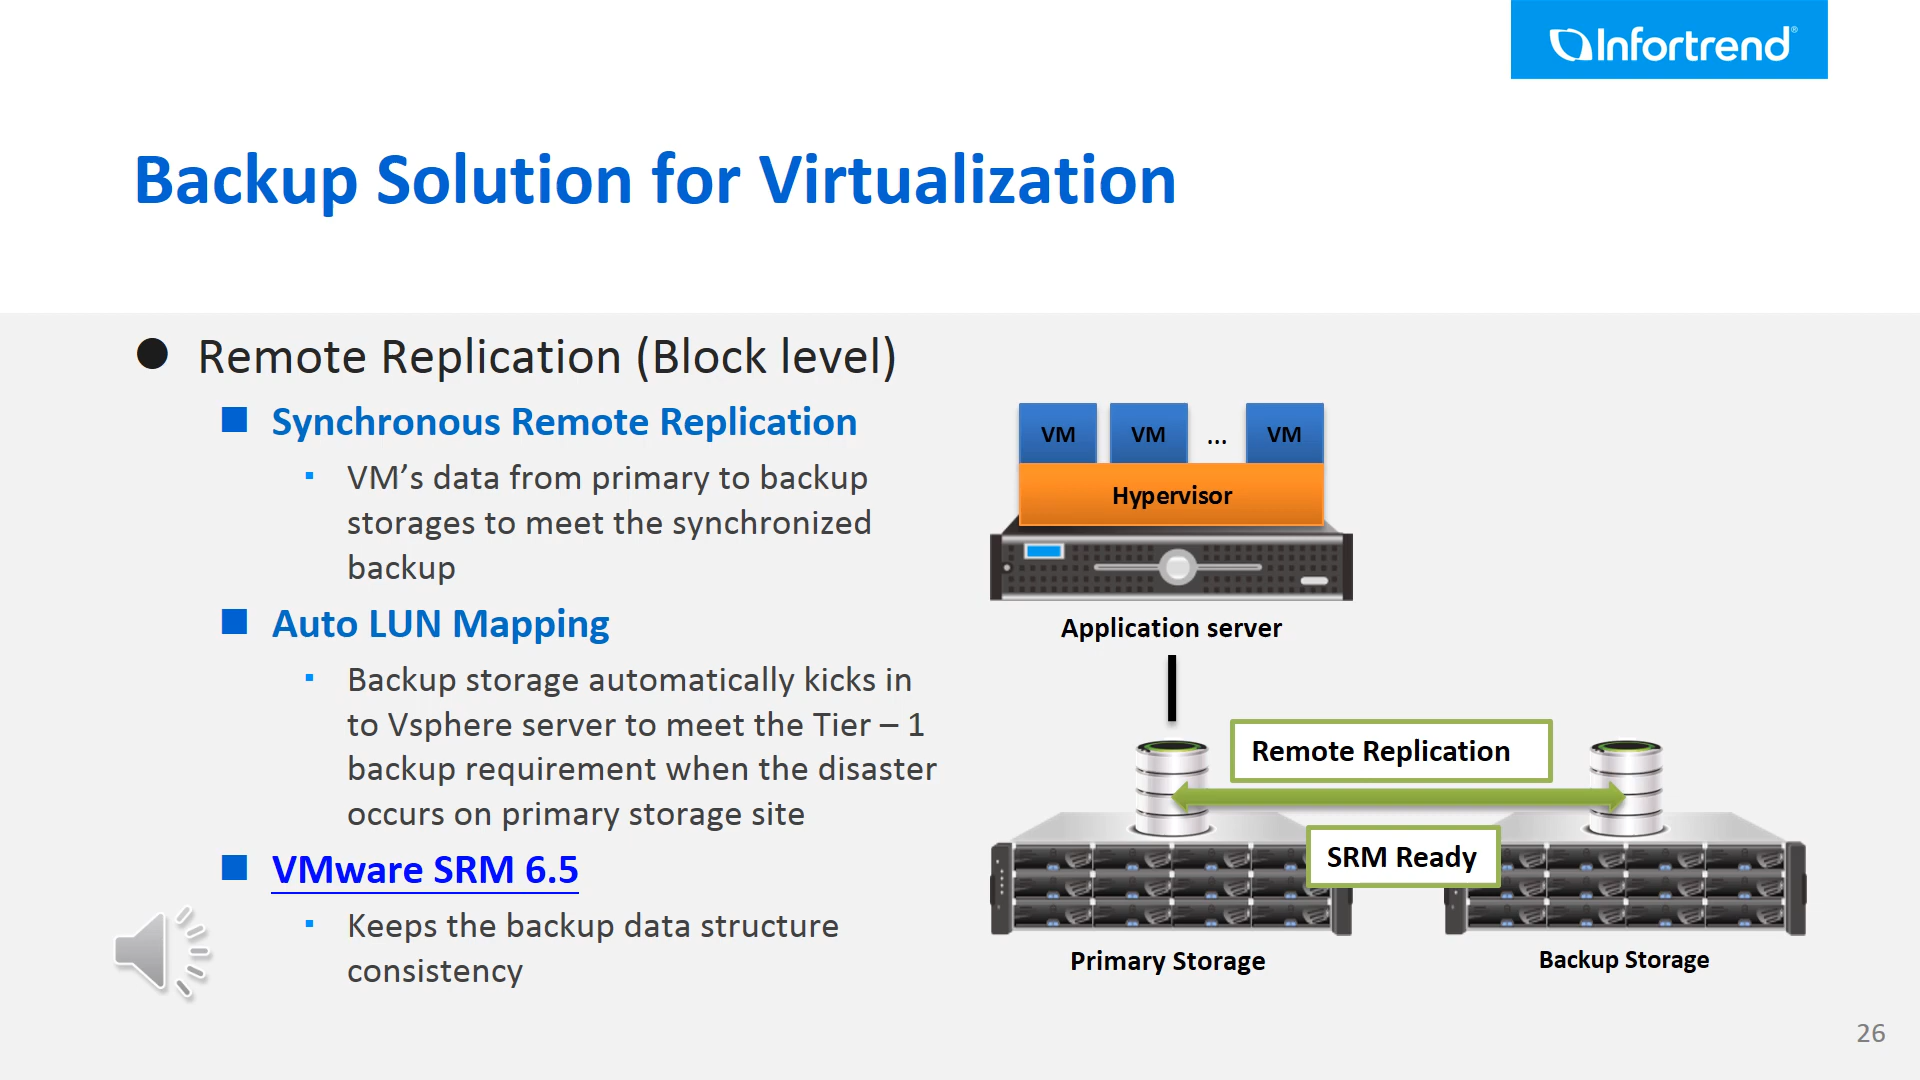 Infortrend®
Backup Solution for Virtualization
Remote Replication (Block level)
Synchronous Remote Replication
VM’s data from primary to backup
storages to meet the synchronized
backup
Auto LUN Mapping
Backup storage automatically kicks in
to Vsphere server to meet the Tier – 1
backup requirement when the disaster
occurs on primary storage site
VMware SRM 6.5
Keeps the backup data structure
consistency
VM VM ... VM
Hypervisor
Application server
Remote Replication
SRM Ready
Primary Storage
Backup Storage
26